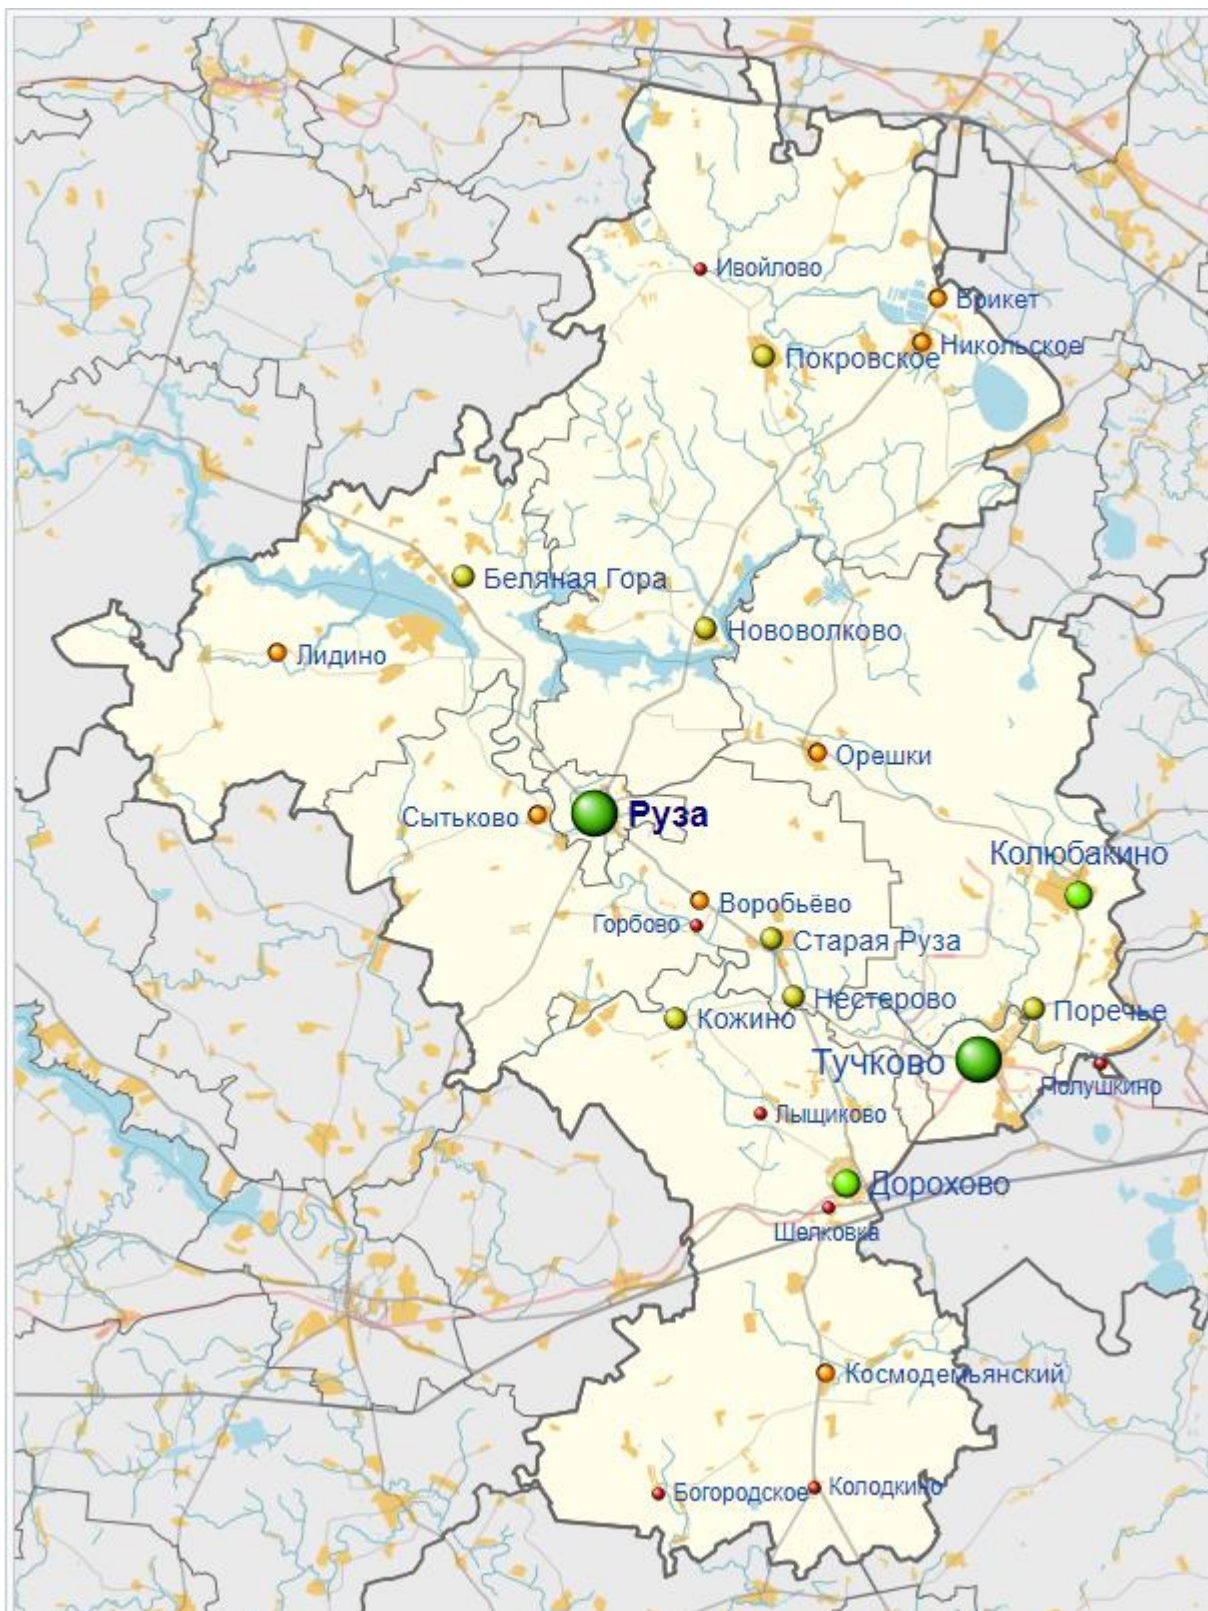 Ивойлово
Брикет
Никольское
Покровское
Беляная Гора
Нововолково
Лидино
Орешки
Сытьково
Руза
Колюбакино
Воробьёво
Горбово
Старая Руза
Нестерово
Поречье
Кожино
Тучково
Полушкино
Лыщиково
Дорохово
Шелковка
Космодемьянский
Богородское
Колодкино